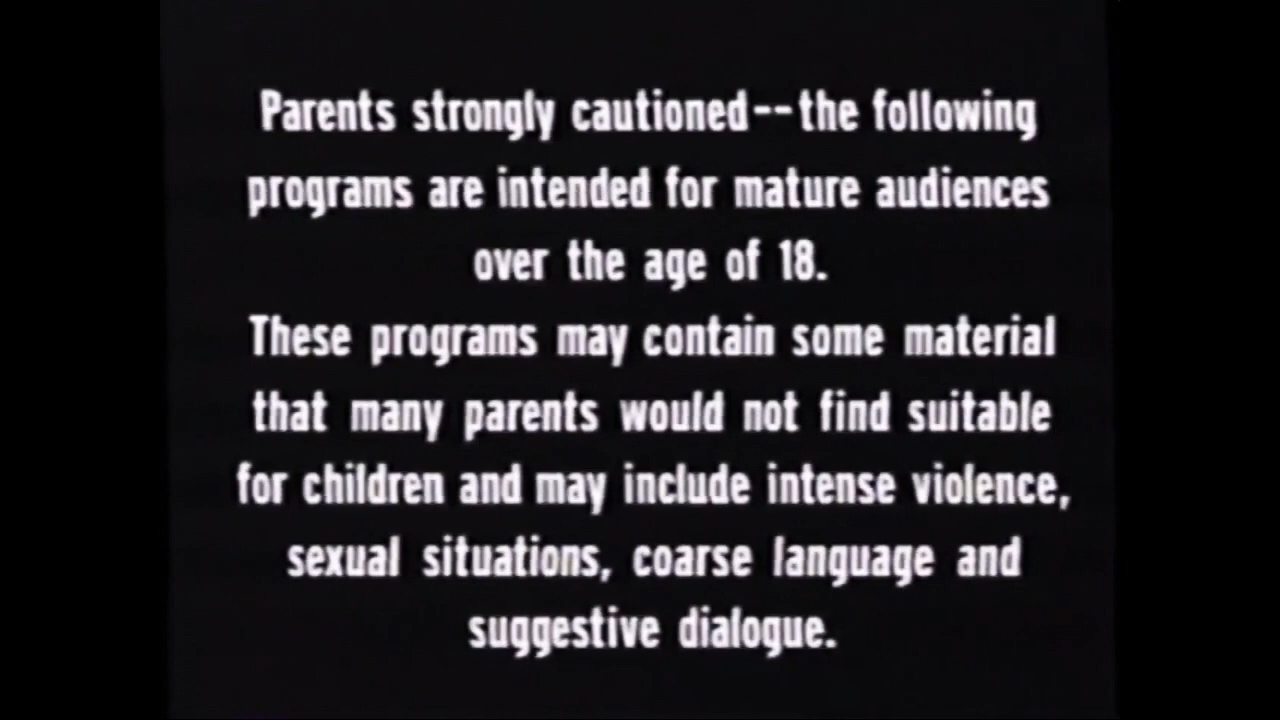 Parents strongly cautioned--the following
programs are intended for mature audiences
over the age of 18.
These programs may contain some material
that many parents would not find suitable
for children and may include intense violence,
sexual situations, coarse language and
suggestive dialogue.